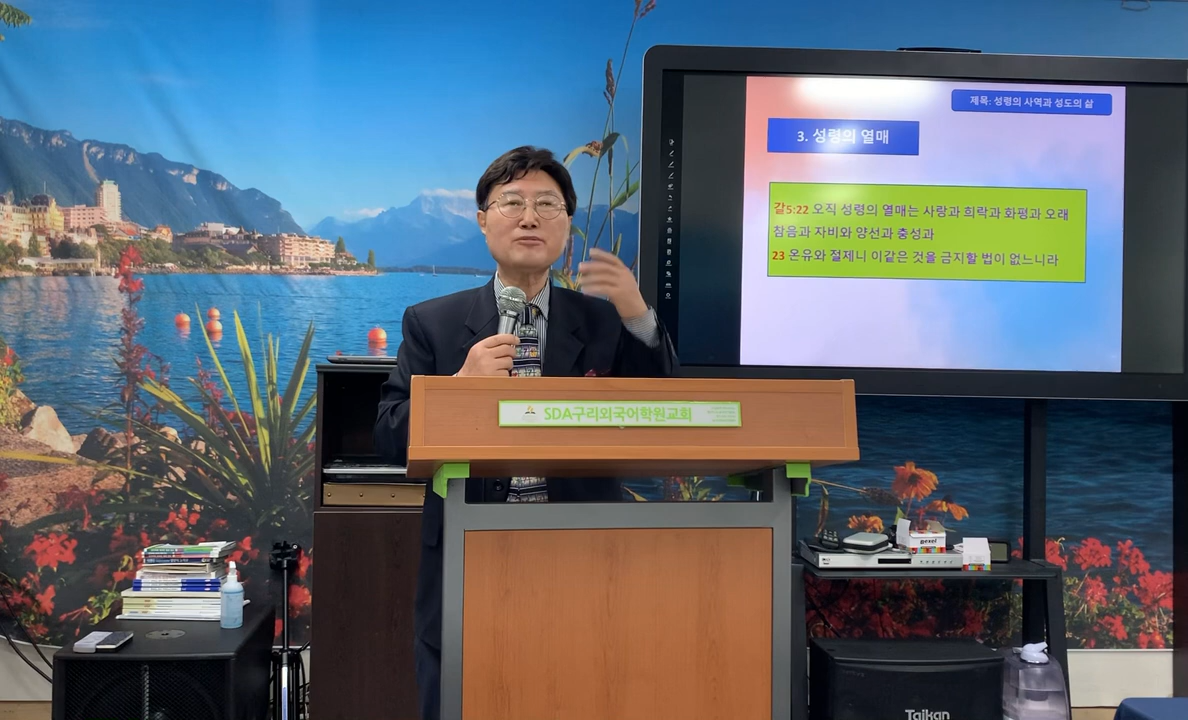 제목: 성령의 사역과 성도의 삶
3. 성령의 열매
갈5:22 오직 성령의 열매는 사랑과 희락과 화평과 오래
참음과 자비와 양선과 충성과
23 온유와 절제니 이같은 것을 금지할 법이 없느니라
SDA구리외국어학원교회
Bexel
Taikan